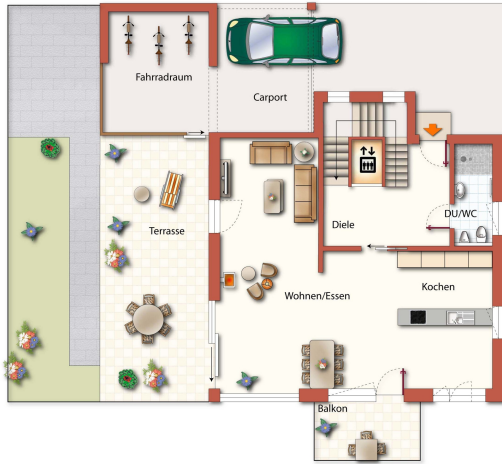 Fahrradraum
Carport
Terrasse
Diele
DU/WC
Wohnen/Essen
Kochen
Balkon